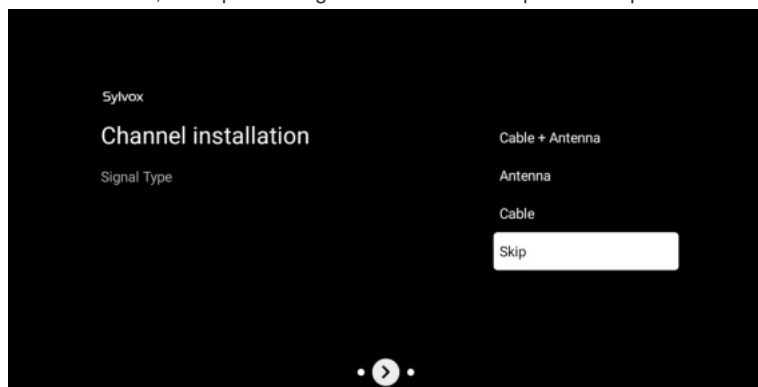 Sylvox
Channel installation
Signal Type
Cable + Antenna
Antenna
Cable
Skip